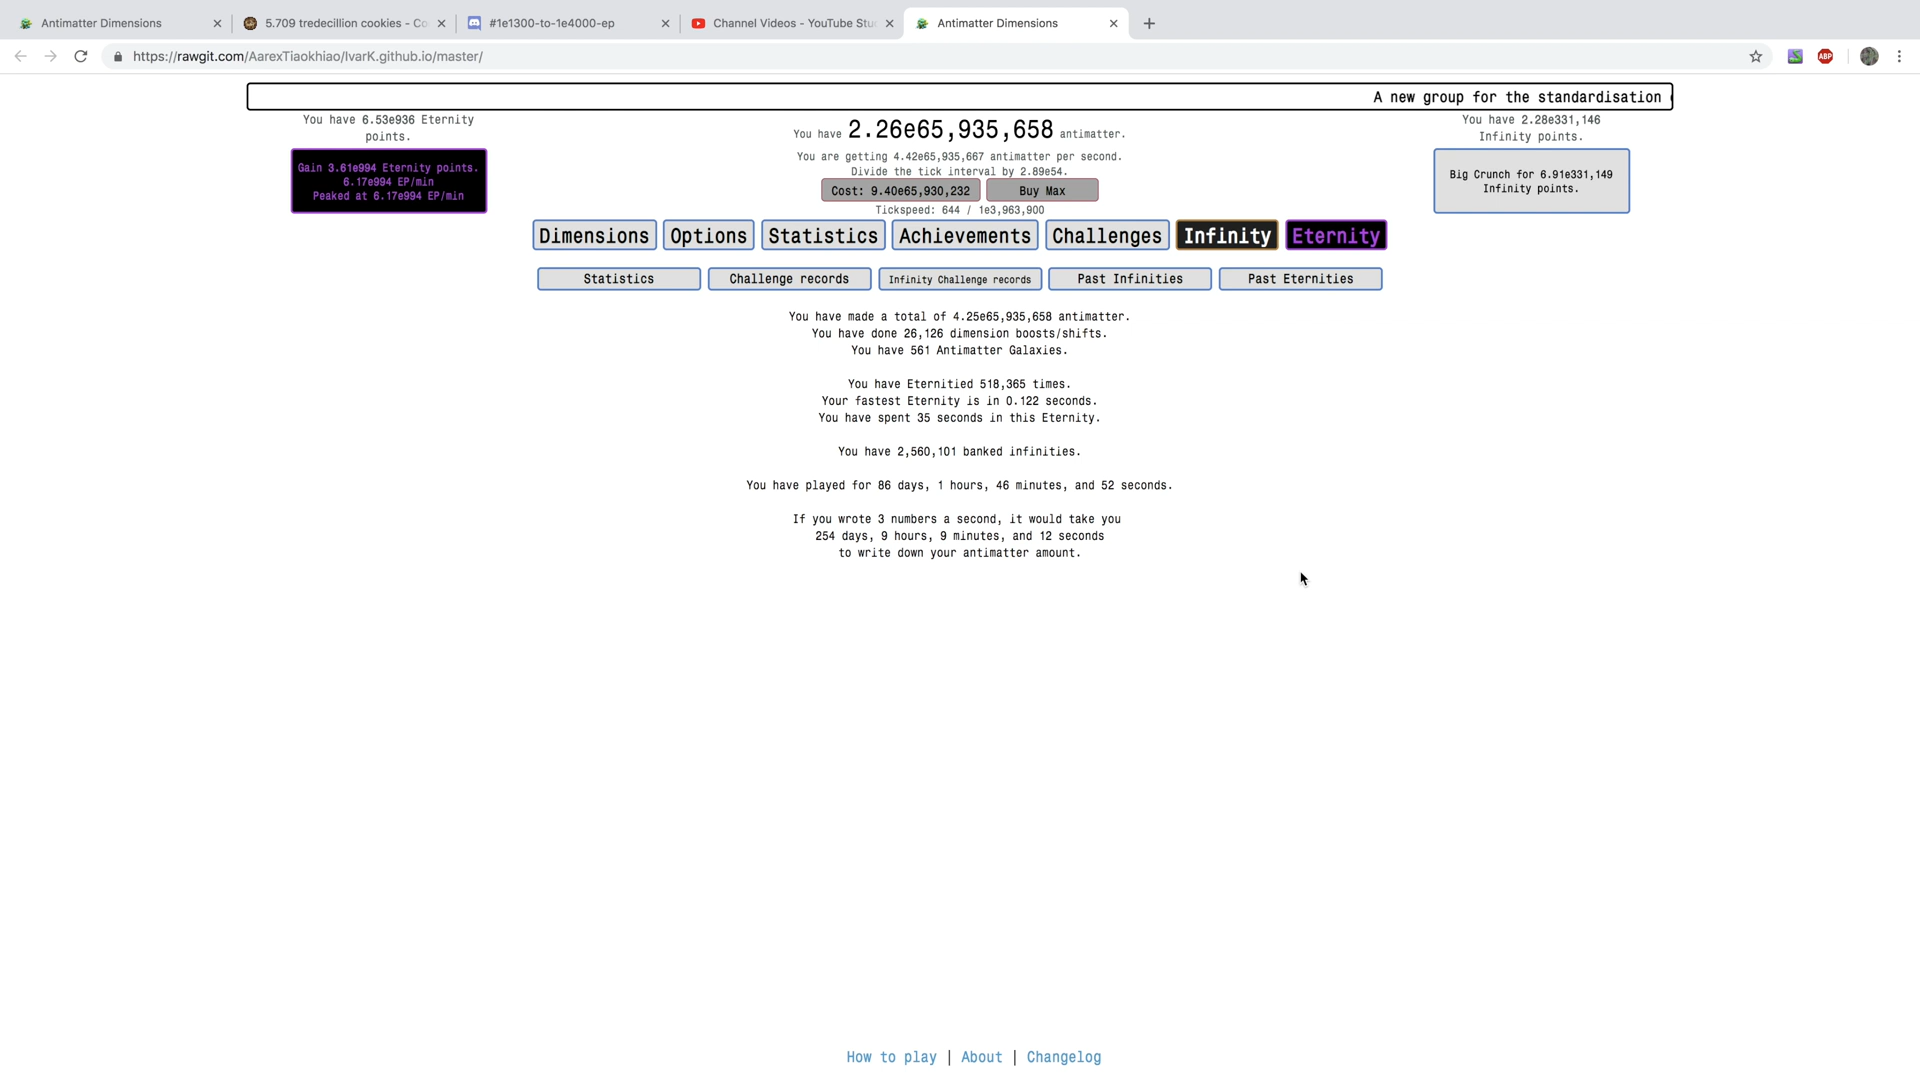 Antimatter Dimensions
5.709 tredecillion cookies - Co
#1e1300-to-1e4000-ep
Channel Videos - YouTube Stu
Antimatter Dimensions
https://rawgit.com/AarexTiaokhiao/IvarK.github.io/master/
ABP
A new group for the standardisation
You have 6.53e936 Eternity
points.
Gain 3.61e994 Eternity points.
6.17e994 EP/min
Peaked at 6.17e994 EP/min
You have 2.26e65,935,658 antimatter.
You are getting 4.42e65,935,667 antimatter per second.
Divide the tick interval by 2.89e54.
Cost: 9.40e65,930,232
Buy Max
Tickspeed: 644 / 1e3,963,900
You have 2.28e331,146
Infinity points.
Big Crunch for 6.91e331,149
Infinity points.
Dimensions
Options
Statistics
Achievements
Challenges
Infinity
Eternity
Statistics
Challenge records
Infinity Challenge records
Past Infinities
Past Eternities
You have made a total of 4.25e65,935,658 antimatter.
You have done 26,126 dimension boosts/shifts.
You have 561 Antimatter Galaxies.
You have Eternitied 518,365 times.
Your fastest Eternity is in 0.122 seconds.
You have spent 35 seconds in this Eternity.
You have 2,560,101 banked infinities.
You have played for 86 days, 1 hours, 46 minutes, and 52 seconds.
If you wrote 3 numbers a second, it would take you
254 days, 9 hours, 9 minutes, and 12 seconds
to write down your antimatter amount.
How to play | About | Changelog